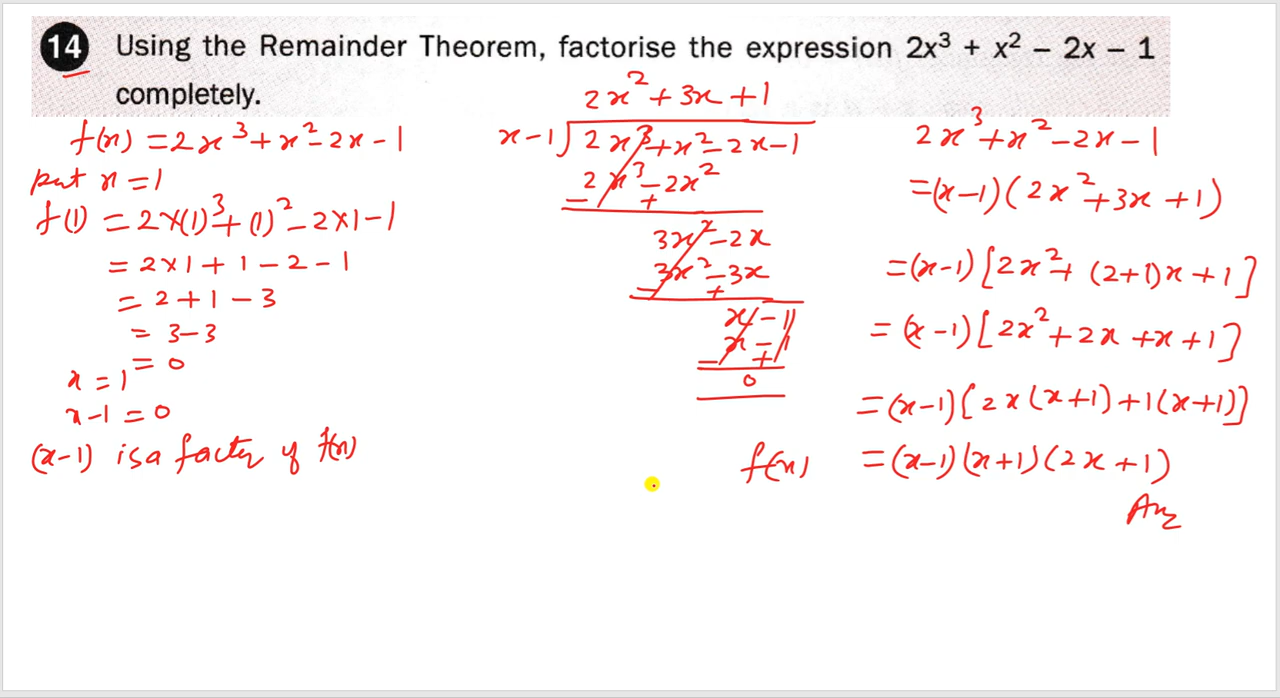 14 Using the Remainder Theorem, factorise the expression 2x³ + x² – 2x – 1
completely.
f(x) = 2x³ + x² - 2x - 1
put x = 1
f(1) = 2×(1)³ + (1)² - 2×1 - 1
= 2×1 + 1 - 2 - 1
= 2 + 1 - 3
= 3 - 3
= 0
x = 1
x - 1 = 0
(x-1) is a factor of f(x)
2x² + 3x + 1
x - 1 ) 2x³ + x² - 2x - 1
2x³ - 2x²
- +
3x² - 2x
3x² - 3x
- +
x - 1
x - 1
- +
0
2x³ + x² - 2x - 1
= (x-1) (2x² + 3x + 1)
= (x-1) [2x² + (2+1)x + 1]
= (x-1) [2x² + 2x + x + 1]
= (x-1) [2x(x+1) + 1(x+1)]
f(x) = (x-1) (x+1) (2x+1)
Ans